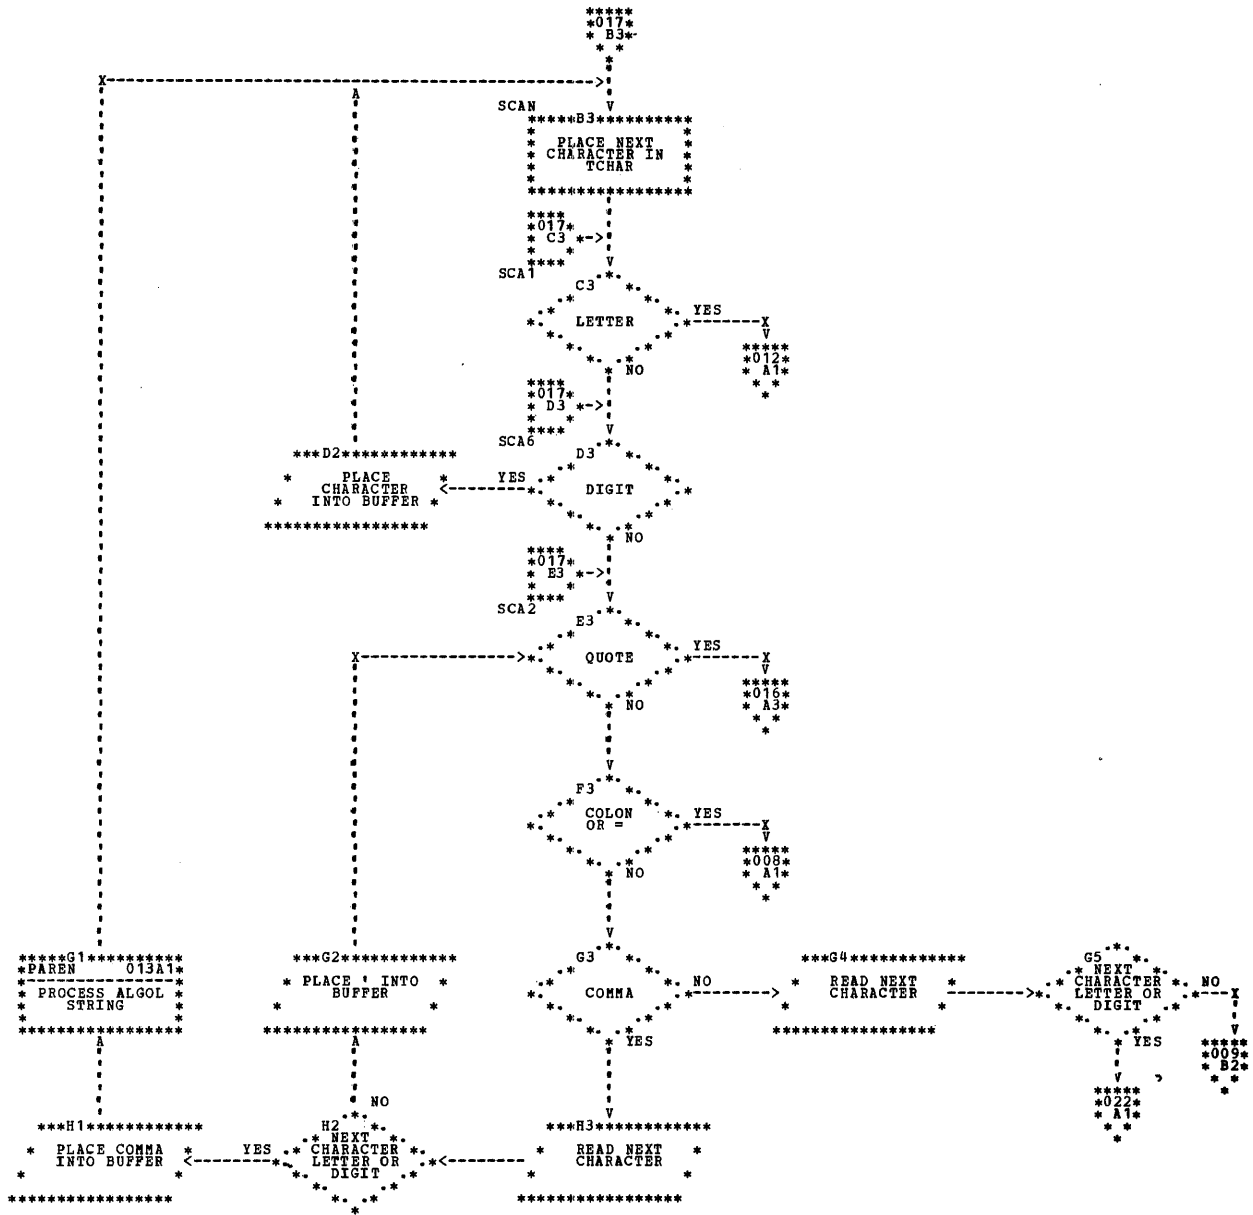 017
B3
SCAN
B3
PLACE NEXT
CHARACTER IN
TCHAR
017
C3
SCA1
C3
LETTER
YES
NO
012
A1
017
D3
SCA6
D3
DIGIT
YES
NO
D2
PLACE
CHARACTER
INTO BUFFER
017
E3
SCA2
E3
QUOTE
YES
NO
016
A3
F3
COLON
OR =
YES
NO
008
A1
G1
PAREN 013A1
PROCESS ALGOL
STRING
G2
PLACE ' INTO
BUFFER
G3
COMMA
NO
YES
G4
READ NEXT
CHARACTER
G5
NEXT
CHARACTER
LETTER OR
DIGIT
NO
YES
009
B2
022
A1
H1
PLACE COMMA
INTO BUFFER
YES
H2
NO
NEXT
CHARACTER
LETTER OR
DIGIT
H3
READ NEXT
CHARACTER